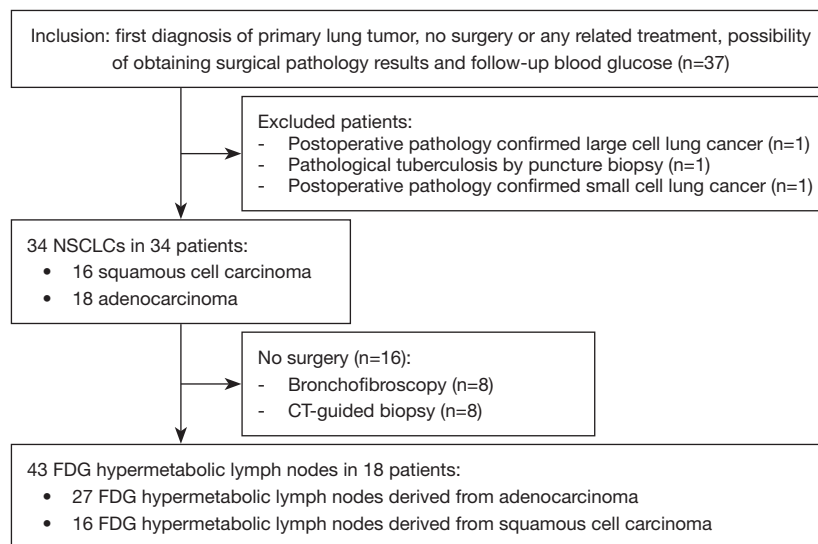 Inclusion: first diagnosis of primary lung tumor, no surgery or any related treatment, possibility
of obtaining surgical pathology results and follow-up blood glucose (n=37)
Excluded patients:
- Postoperative pathology confirmed large cell lung cancer (n=1)
- Pathological tuberculosis by puncture biopsy (n=1)
- Postoperative pathology confirmed small cell lung cancer (n=1)
34 NSCLCs in 34 patients:
• 16 squamous cell carcinoma
• 18 adenocarcinoma
No surgery (n=16):
- Bronchofibroscopy (n=8)
- CT-guided biopsy (n=8)
43 FDG hypermetabolic lymph nodes in 18 patients:
• 27 FDG hypermetabolic lymph nodes derived from adenocarcinoma
• 16 FDG hypermetabolic lymph nodes derived from squamous cell carcinoma